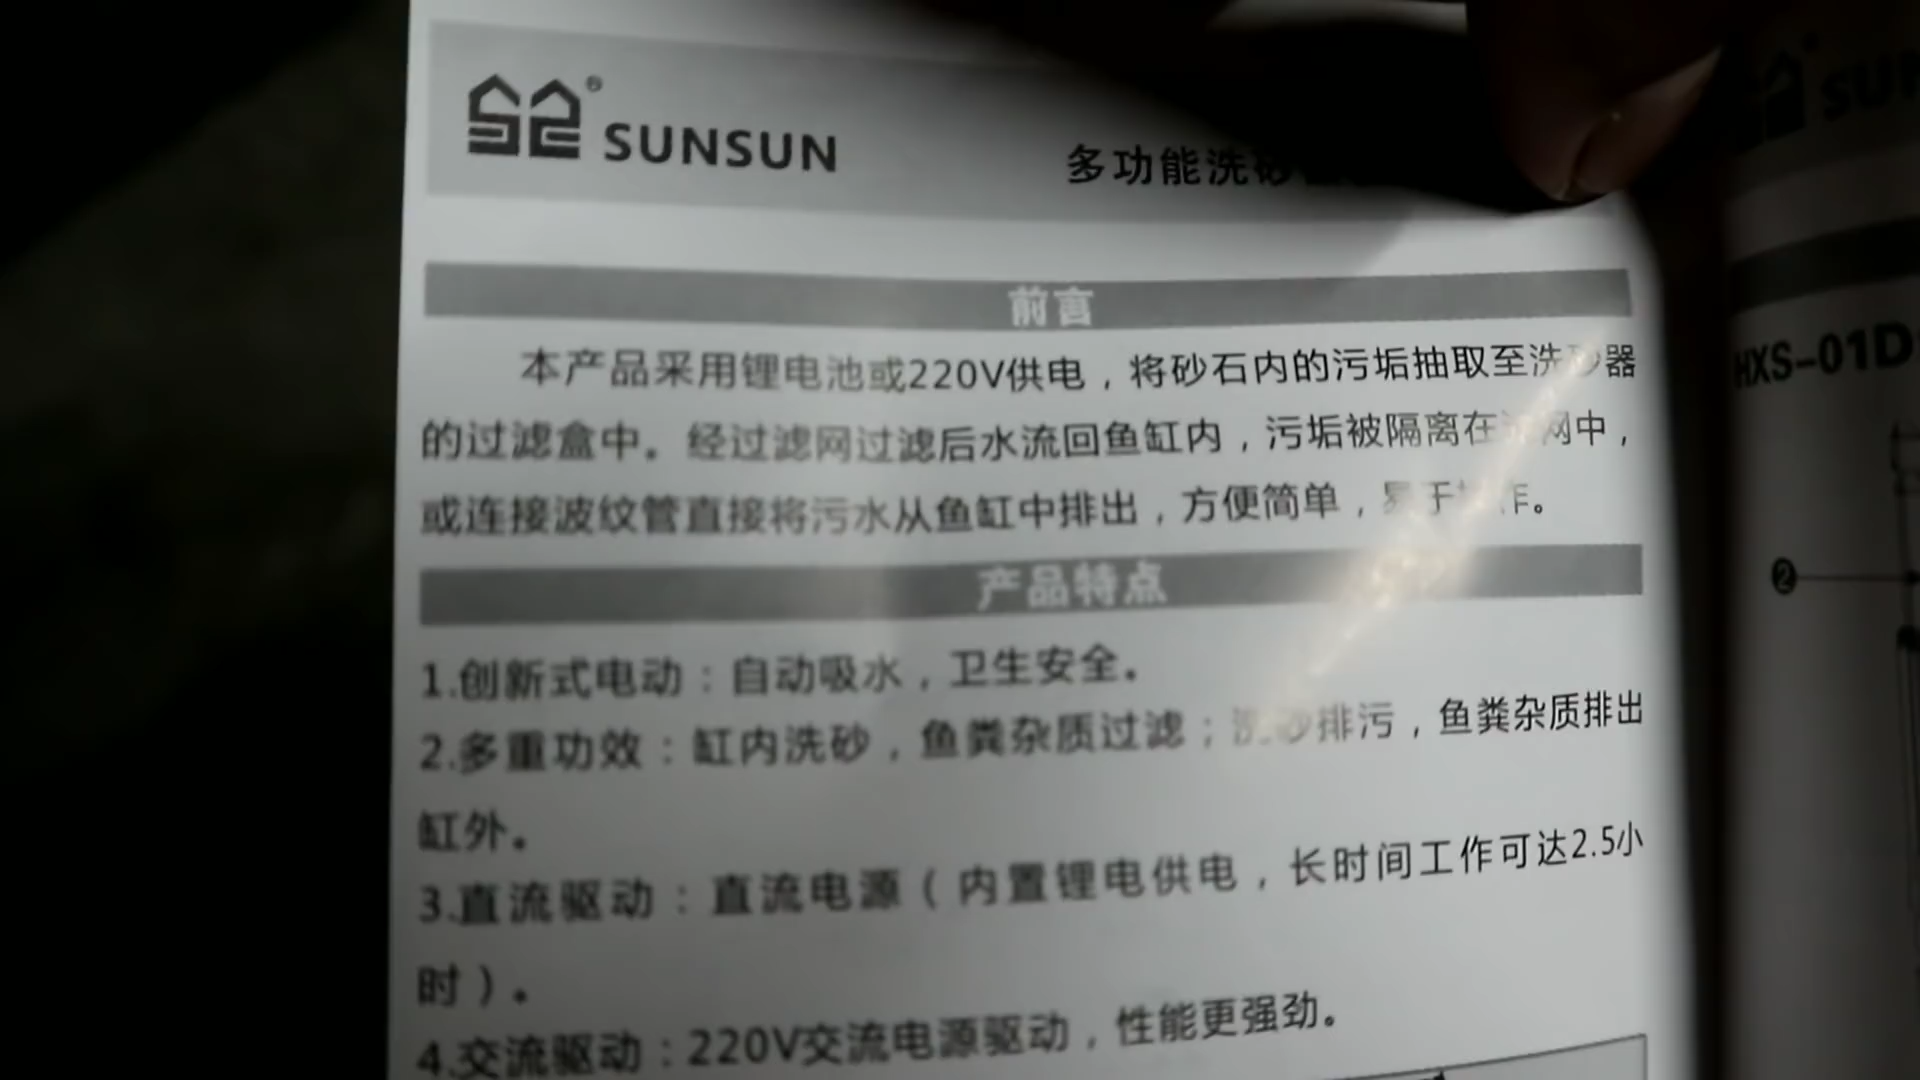 SUNSUN
多功能洗砂
前言
本产品采用锂电池或220V供电，将砂石内的污垢抽取至洗砂器
的过滤盒中。经过滤网过滤后水流回鱼缸内，污垢被隔离在 网中，
或连接波纹管直接将污水从鱼缸中排出，方便简单，易于 作。
产品特点
1.创新式电动：自动吸水，卫生安全。
2.多重功效：缸内洗砂，鱼粪杂质过滤；洗砂排污，鱼粪杂质排出
缸外。
3.直流驱动：直流电源（内置锂电供电，长时间工作可达2.5小
时）。
4.交流驱动：220V交流电源驱动，性能更强劲。
SUN
HXS-01D
2